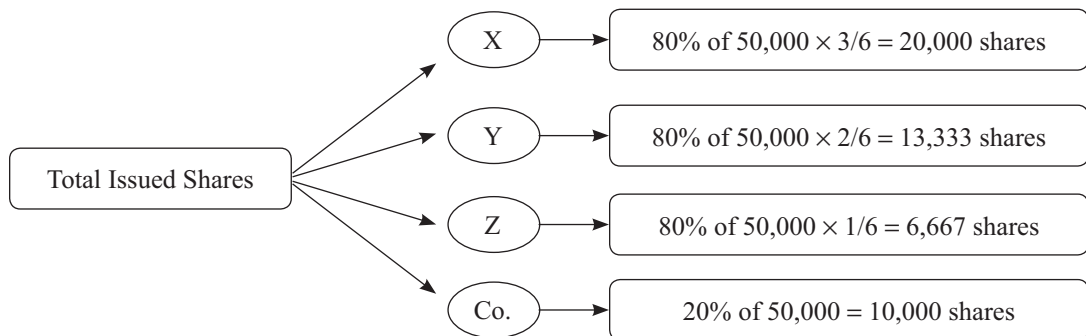 Total Issued Shares
X
80% of 50,000 × 3/6 = 20,000 shares
Y
80% of 50,000 × 2/6 = 13,333 shares
Z
80% of 50,000 × 1/6 = 6,667 shares
Co.
20% of 50,000 = 10,000 shares